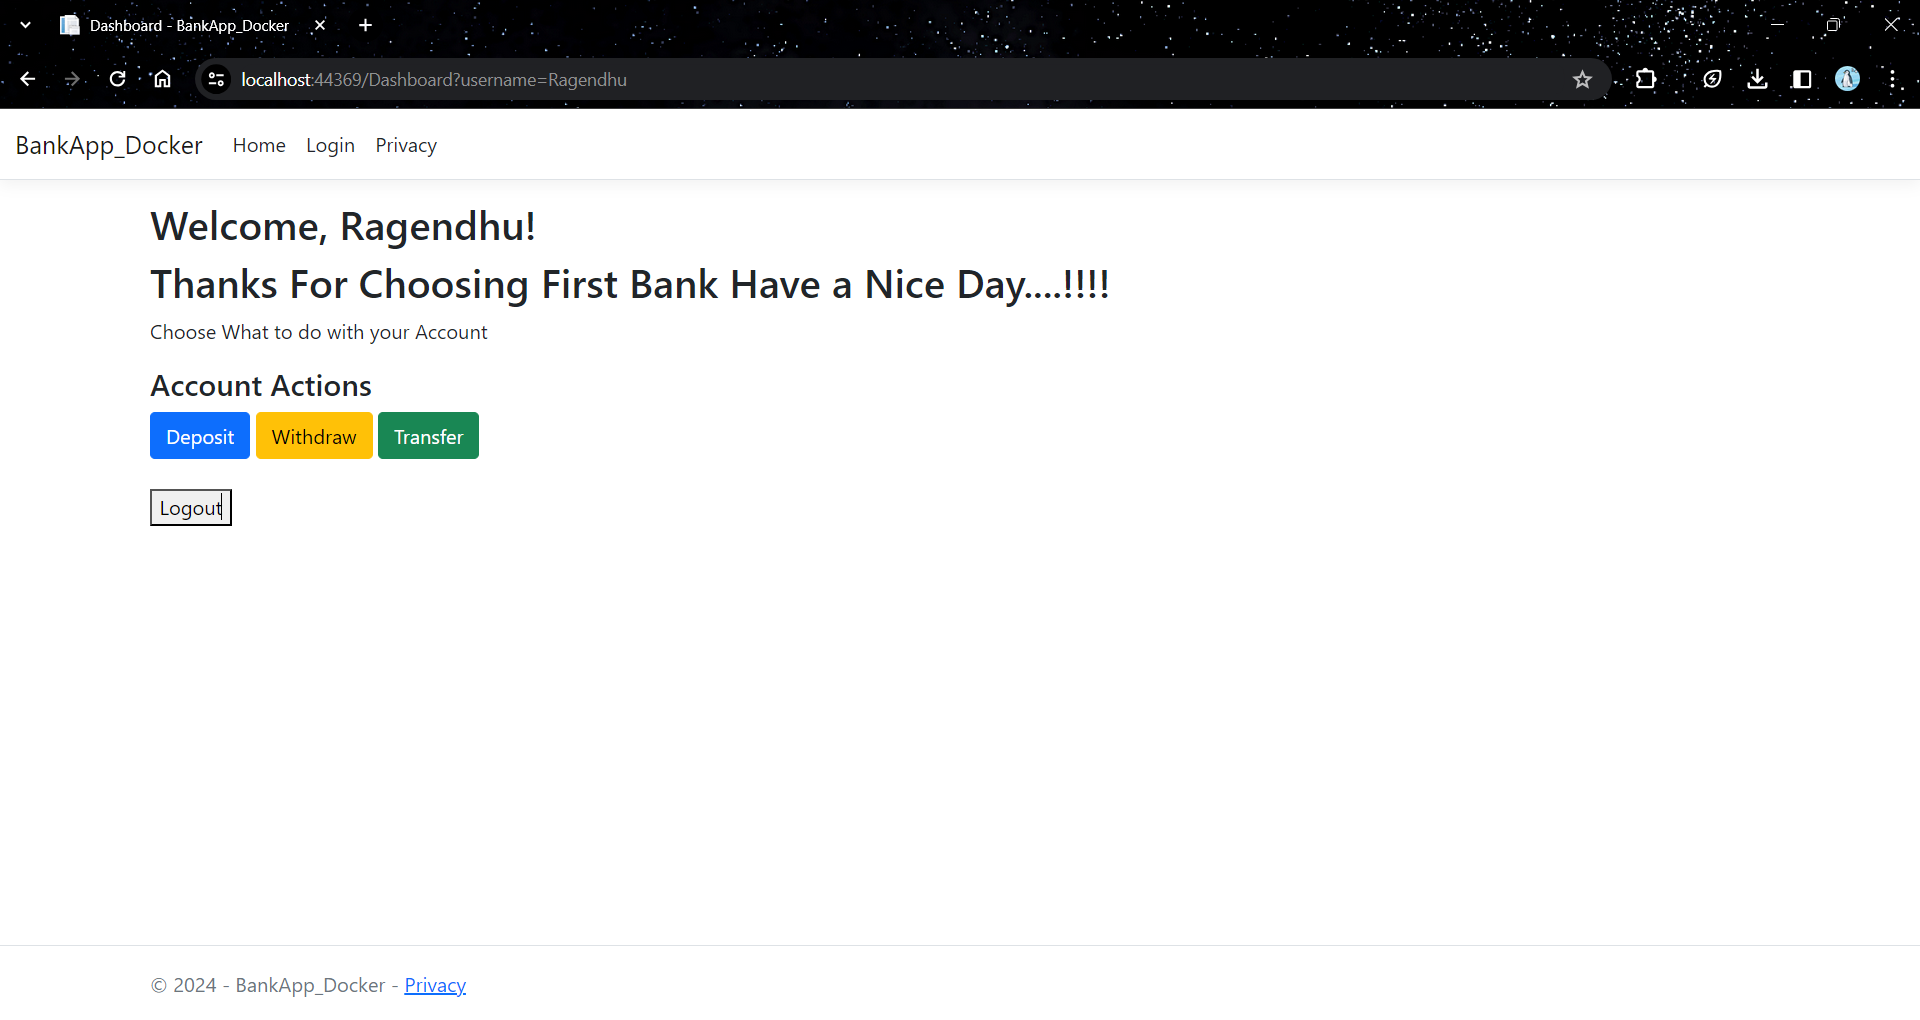 Dashboard - BankApp_Docker
localhost:44369/Dashboard?username=Ragendhu
BankApp_Docker Home Login Privacy
Welcome, Ragendhu!
Thanks For Choosing First Bank Have a Nice Day....!!!!
Choose What to do with your Account
Account Actions
Deposit Withdraw Transfer
Logout
© 2024 - BankApp_Docker - Privacy